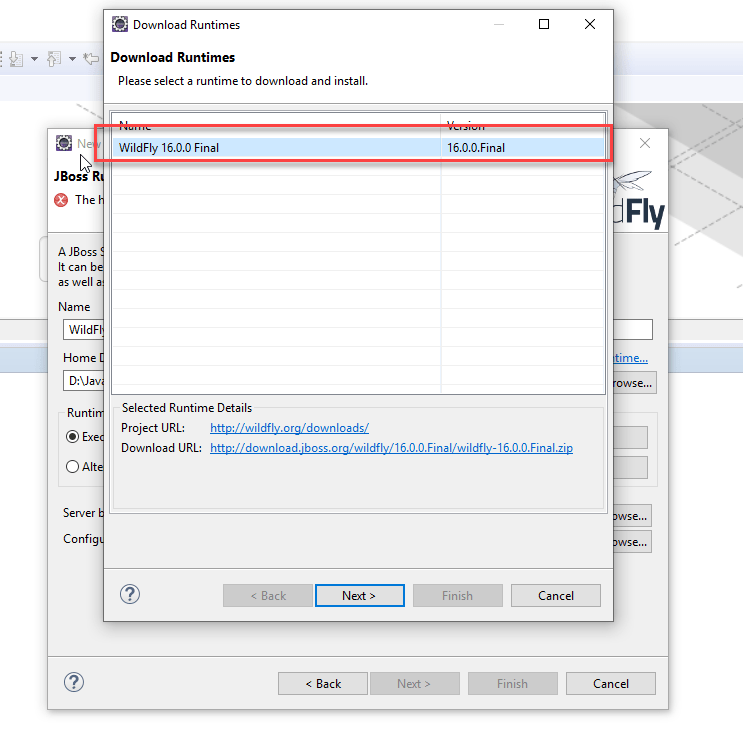 Download Runtimes
Download Runtimes
Please select a runtime to download and install.
Name Version
WildFly 16.0.0 Final 16.0.0.Final
New
JBoss Ru
The h
dFly
A JBoss S
It can be
as well as
Name
WildFly
Home D
ntime...
D:\Java
rowse...
Selected Runtime Details
Project URL: http://wildfly.org/downloads/
Download URL: http://download.jboss.org/wildfly/16.0.0.Final/wildfly-16.0.0.Final.zip
Runtim
Exec
Alte
Server b
owse...
Configu
owse...
< Back Next > Finish Cancel
< Back Next > Finish Cancel